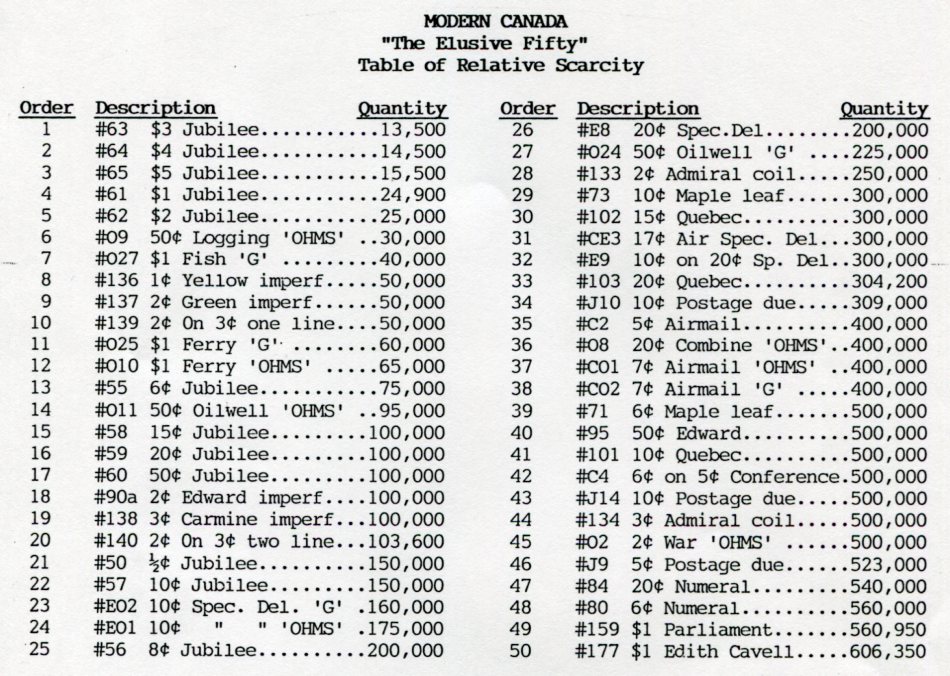 MODERN CANADA
"The Elusive Fifty"
Table of Relative Scarcity
Order Description Quantity
1 #63 $3 Jubilee...........13,500
2 #64 $4 Jubilee...........14,500
3 #65 $5 Jubilee...........15,500
4 #61 $1 Jubilee...........24,900
5 #62 $2 Jubilee...........25,000
6 #O9 50¢ Logging 'OHMS' ..30,000
7 #O27 $1 Fish 'G' .........40,000
8 #136 1¢ Yellow imperf.....50,000
9 #137 2¢ Green imperf......50,000
10 #139 2¢ On 3¢ one line....50,000
11 #O25 $1 Ferry 'G' ........60,000
12 #O10 $1 Ferry 'OHMS' .....65,000
13 #55 6¢ Jubilee...........75,000
14 #O11 50¢ Oilwell 'OHMS' ..95,000
15 #58 15¢ Jubilee.........100,000
16 #59 20¢ Jubilee.........100,000
17 #60 50¢ Jubilee.........100,000
18 #90a 2¢ Edward imperf....100,000
19 #138 3¢ Carmine imperf...100,000
20 #140 2¢ On 3¢ two line...103,600
21 #50 ½¢ Jubilee..........150,000
22 #57 10¢ Jubilee.........150,000
23 #EO2 10¢ Spec. Del. 'G' .160,000
24 #EO1 10¢ " " 'OHMS' .175,000
25 #56 8¢ Jubilee..........200,000
Order Description Quantity
26 #E8 20¢ Spec.Del........200,000
27 #O24 50¢ Oilwell 'G' ....225,000
28 #133 2¢ Admiral coil.....250,000
29 #73 10¢ Maple leaf......300,000
30 #102 15¢ Quebec..........300,000
31 #CE3 17¢ Air Spec. Del...300,000
32 #E9 10¢ on 20¢ Sp. Del..300,000
33 #103 20¢ Quebec..........304,200
34 #J10 10¢ Postage due.....309,000
35 #C2 5¢ Airmail..........400,000
36 #O8 20¢ Combine 'OHMS'..400,000
37 #CO1 7¢ Airmail 'OHMS' ..400,000
38 #CO2 7¢ Airmail 'G' .....400,000
39 #71 6¢ Maple leaf.......500,000
40 #95 50¢ Edward..........500,000
41 #101 10¢ Quebec..........500,000
42 #C4 6¢ on 5¢ Conference.500,000
43 #J14 10¢ Postage due.....500,000
44 #134 3¢ Admiral coil.....500,000
45 #O2 2¢ War 'OHMS' ......500,000
46 #J9 5¢ Postage due......523,000
47 #84 20¢ Numeral.........540,000
48 #80 6¢ Numeral..........560,000
49 #159 $1 Parliament.......560,950
50 #177 $1 Edith Cavell.....606,350